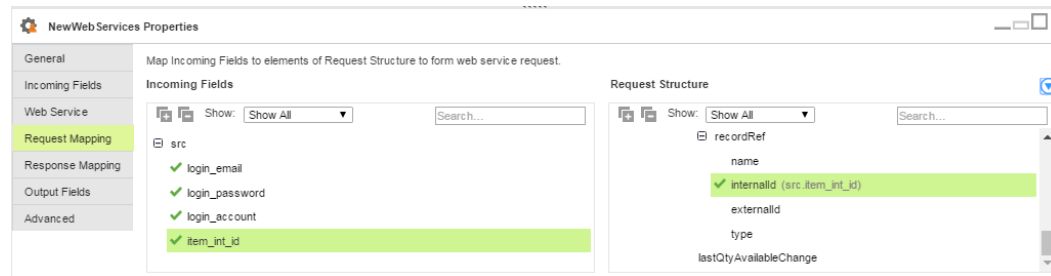 NewWebServices Properties
General
Incoming Fields
Web Service
Request Mapping
Response Mapping
Output Fields
Advanced
Map Incoming Fields to elements of Request Structure to form web service request.
Incoming Fields
Show: Show All Search...
src
login_email
login_password
login_account
item_int_id
Request Structure
Show: Show All Search...
recordRef
name
internalId (src.item_int_id)
externalId
type
lastQtyAvailableChange